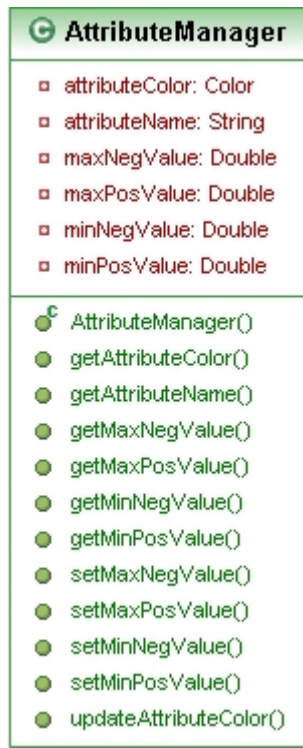 AttributeManager
attributeColor: Color
attributeName: String
maxNegValue: Double
maxPosValue: Double
minNegValue: Double
minPosValue: Double
AttributeManager()
getAttributeColor()
getAttributeName()
getMaxNegValue()
getMaxPosValue()
getMinNegValue()
getMinPosValue()
setMaxNegValue()
setMaxPosValue()
setMinNegValue()
setMinPosValue()
updateAttributeColor()